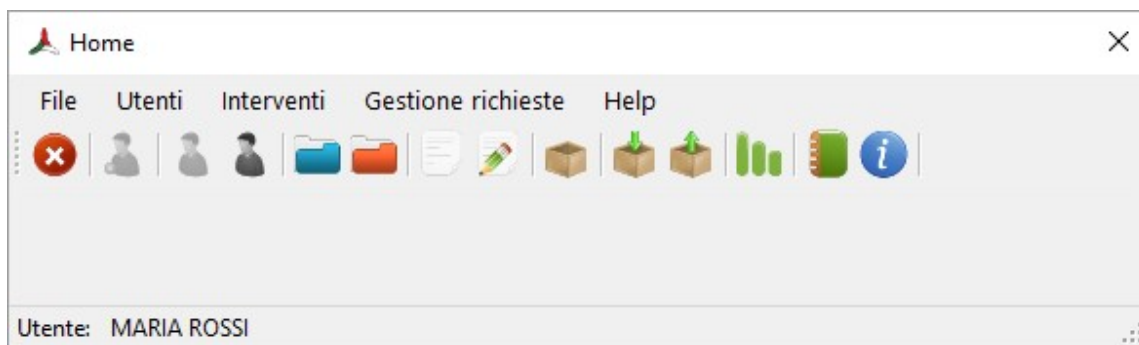 Home
File Utenti Interventi Gestione richieste Help
Utente: MARIA ROSSI